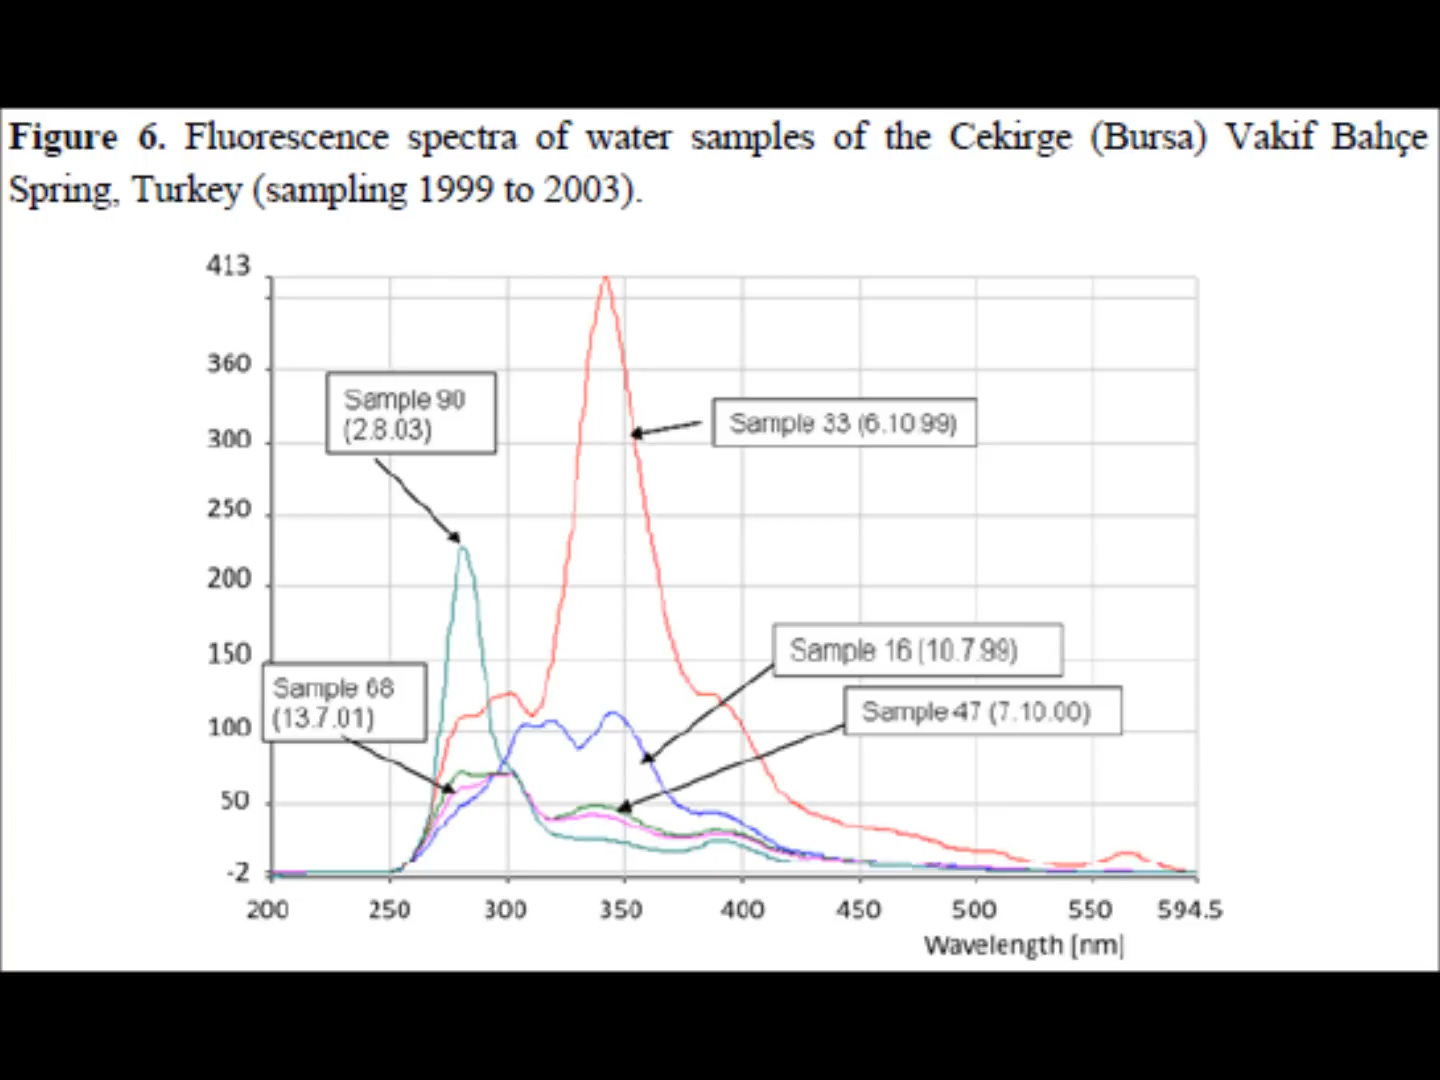 Figure 6. Fluorescence spectra of water samples of the Cekirge (Bursa) Vakif Bahçe
Spring, Turkey (sampling 1999 to 2003).
413
360
300
250
200
150
100
50
-2
Sample 90
(2.8.03)
Sample 33 (6.10.99)
Sample 16 (10.7.99)
Sample 68
(13.7.01)
Sample 47 (7.10.00)
200 250 300 350 400 450 500 550 594.5
Wavelength [nm]